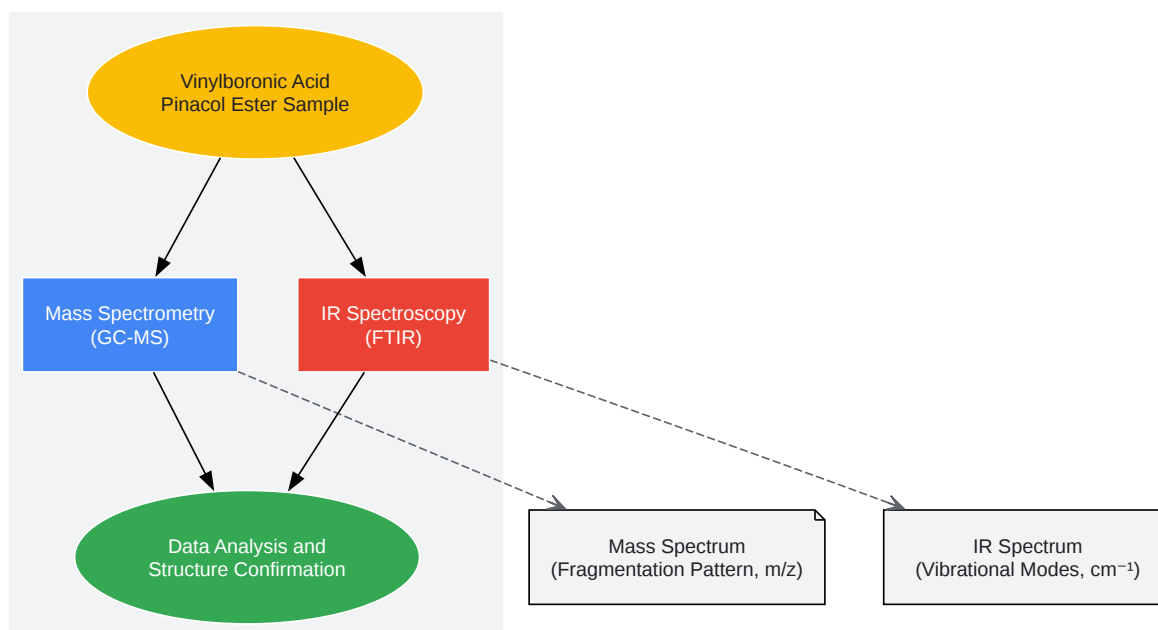 Vinylboronic Acid
Pinacol Ester Sample
Mass Spectrometry
(GC-MS)
IR Spectroscopy
(FTIR)
Data Analysis and
Structure Confirmation
Mass Spectrum
(Fragmentation Pattern, m/z)
IR Spectrum
(Vibrational Modes, cm⁻¹)